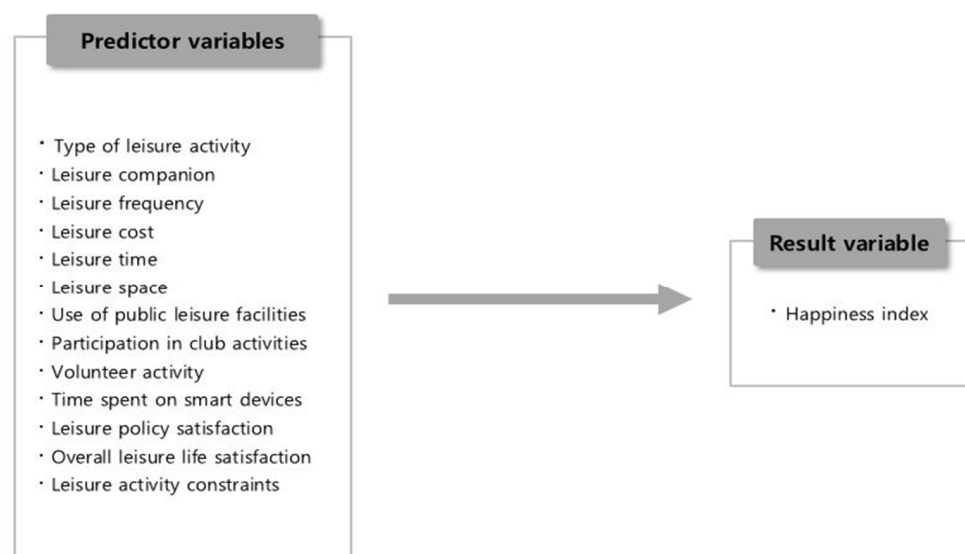 Predictor variables
· Type of leisure activity
· Leisure companion
· Leisure frequency
· Leisure cost
· Leisure time
· Leisure space
· Use of public leisure facilities
· Participation in club activities
· Volunteer activity
· Time spent on smart devices
· Leisure policy satisfaction
· Overall leisure life satisfaction
· Leisure activity constraints
Result variable
· Happiness index